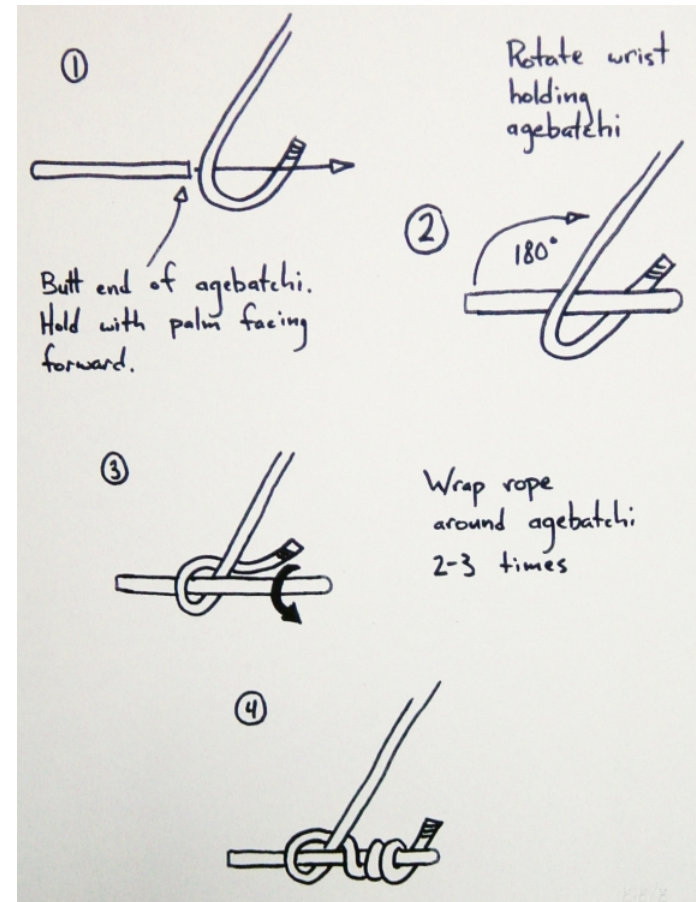 ①
Butt end of agebatchi.
Hold with palm facing
forward.
Rotate wrist
holding
agebatchi
②
180°
③
Wrap rope
around agebatchi
2-3 times
④